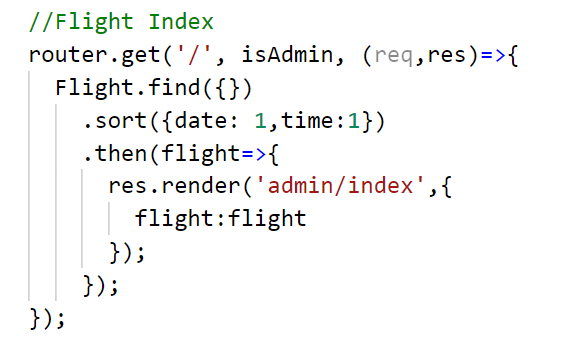 //Flight Index
router.get('/', isAdmin, (req,res)=>{
  Flight.find({})
    .sort({date: 1,time:1})
    .then(flight=>{
      res.render('admin/index',{
        flight:flight
      });
    });
});